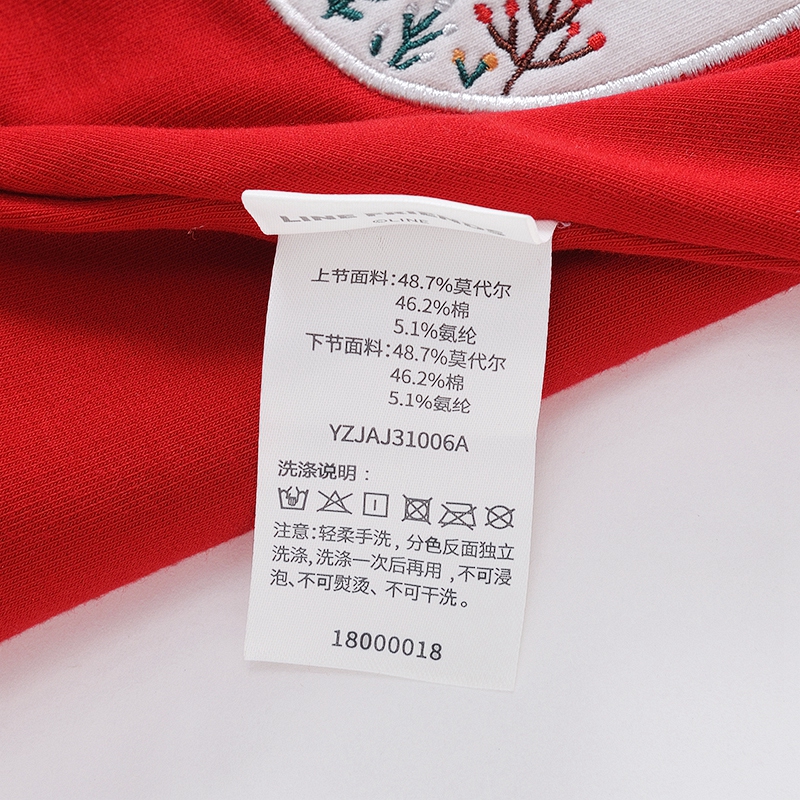 LINE FRIENDS
©LINE
上节面料:48.7%莫代尔
46.2%棉
5.1%氨纶
下节面料:48.7%莫代尔
46.2%棉
5.1%氨纶
YZJAJ31006A
洗涤说明：
注意:轻柔手洗，分色反面独立
洗涤,洗涤一次后再用,不可浸
泡、不可熨烫、不可干洗。
18000018